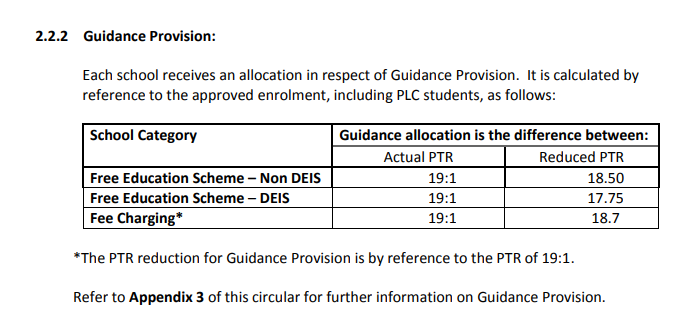 2.2.2 Guidance Provision:
Each school receives an allocation in respect of Guidance Provision. It is calculated by
reference to the approved enrolment, including PLC students, as follows:
School Category Guidance allocation is the difference between:
Actual PTR Reduced PTR
Free Education Scheme – Non DEIS 19:1 18.50
Free Education Scheme – DEIS 19:1 17.75
Fee Charging* 19:1 18.7
*The PTR reduction for Guidance Provision is by reference to the PTR of 19:1.
Refer to Appendix 3 of this circular for further information on Guidance Provision.